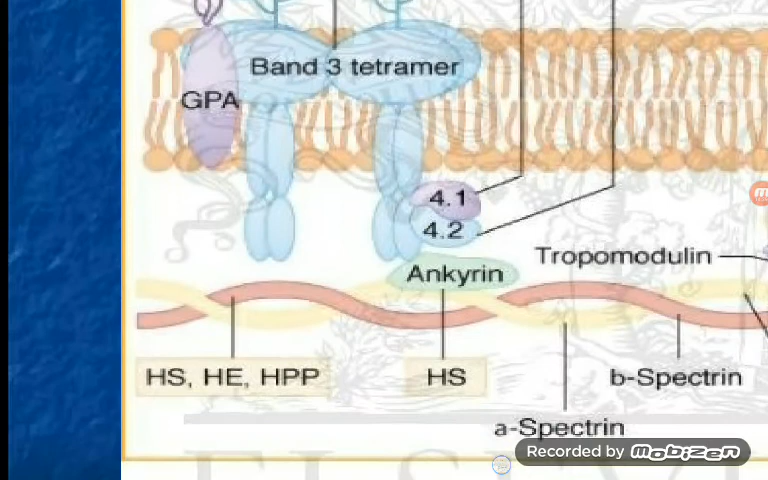 Band 3 tetramer
GPA
4.1
4.2
Tropomodulin
Ankyrin
HS, HE, HPP
HS
b-Spectrin
a-Spectrin
Recorded by mobizen